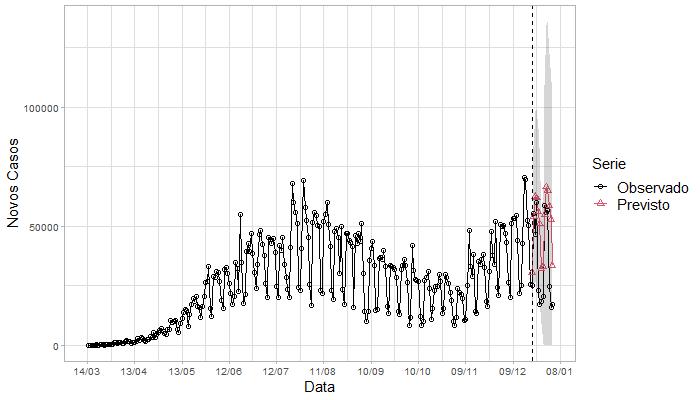 100000
50000
0
Novos Casos
14/03
13/04
13/05
12/06
12/07
11/08
10/09
10/10
09/11
09/12
08/01
Data
Serie
Observado
Previsto